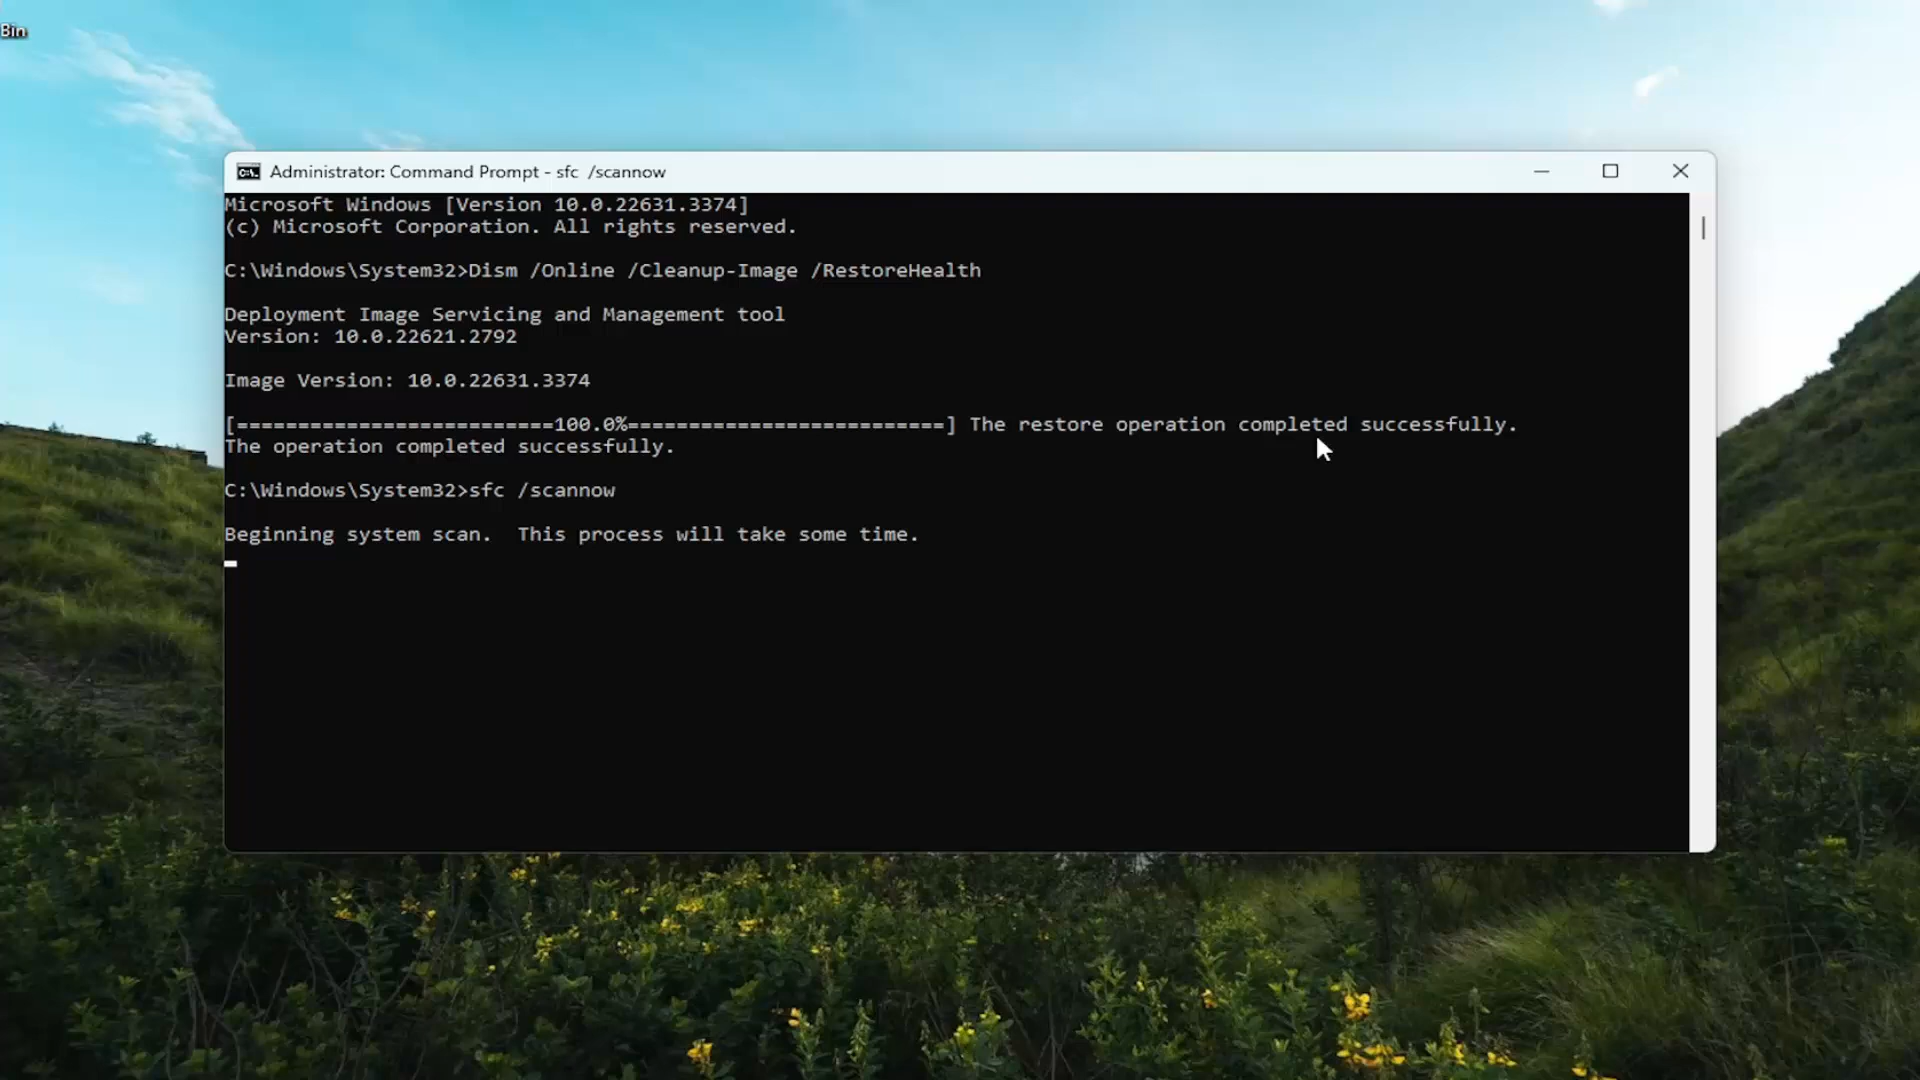 Bin
Administrator: Command Prompt - sfc  /scannow
Microsoft Windows [Version 10.0.22631.3374]
(c) Microsoft Corporation. All rights reserved.
C:\Windows\System32>Dism /Online /Cleanup-Image /RestoreHealth
Deployment Image Servicing and Management tool
Version: 10.0.22621.2792
Image Version: 10.0.22631.3374
[==========================100.0%==========================] The restore operation completed successfully.
The operation completed successfully.
C:\Windows\System32>sfc /scannow
Beginning system scan.  This process will take some time.